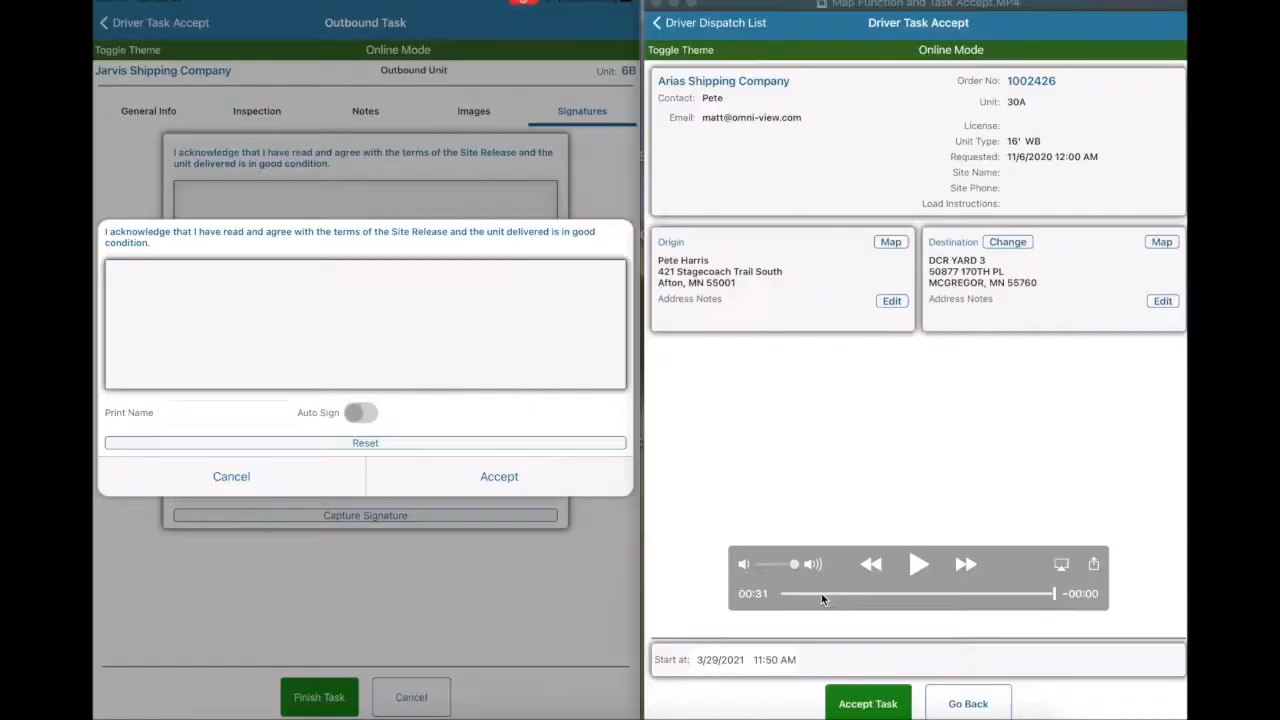 Driver Task Accept
Outbound Task
Toggle Theme
Online Mode
Jarvis Shipping Company
Outbound Unit
Unit: 6B
General Info
Inspection
Notes
Images
Signatures
I acknowledge that I have read and agree with the terms of the Site Release and the
unit delivered is in good condition.
I acknowledge that I have read and agree with the terms of the Site Release and the unit delivered is in good
condition.
Print Name
Auto Sign
Reset
Cancel
Accept
Capture Signature
Finish Task
Cancel
Map Function and Task Accept.MP4
Driver Dispatch List
Driver Task Accept
Toggle Theme
Online Mode
Arias Shipping Company
Contact: Pete
Email: matt@omni-view.com
Order No: 1002426
Unit: 30A
License:
Unit Type: 16' WB
Requested: 11/6/2020 12:00 AM
Site Name:
Site Phone:
Load Instructions:
Origin
Map
Pete Harris
421 Stagecoach Trail South
Afton, MN 55001
Address Notes
Edit
Destination
Change
Map
DCR YARD 3
50877 170TH PL
MCGREGOR, MN 55760
Address Notes
Edit
00:31
-00:00
Start at: 3/29/2021 11:50 AM
Accept Task
Go Back